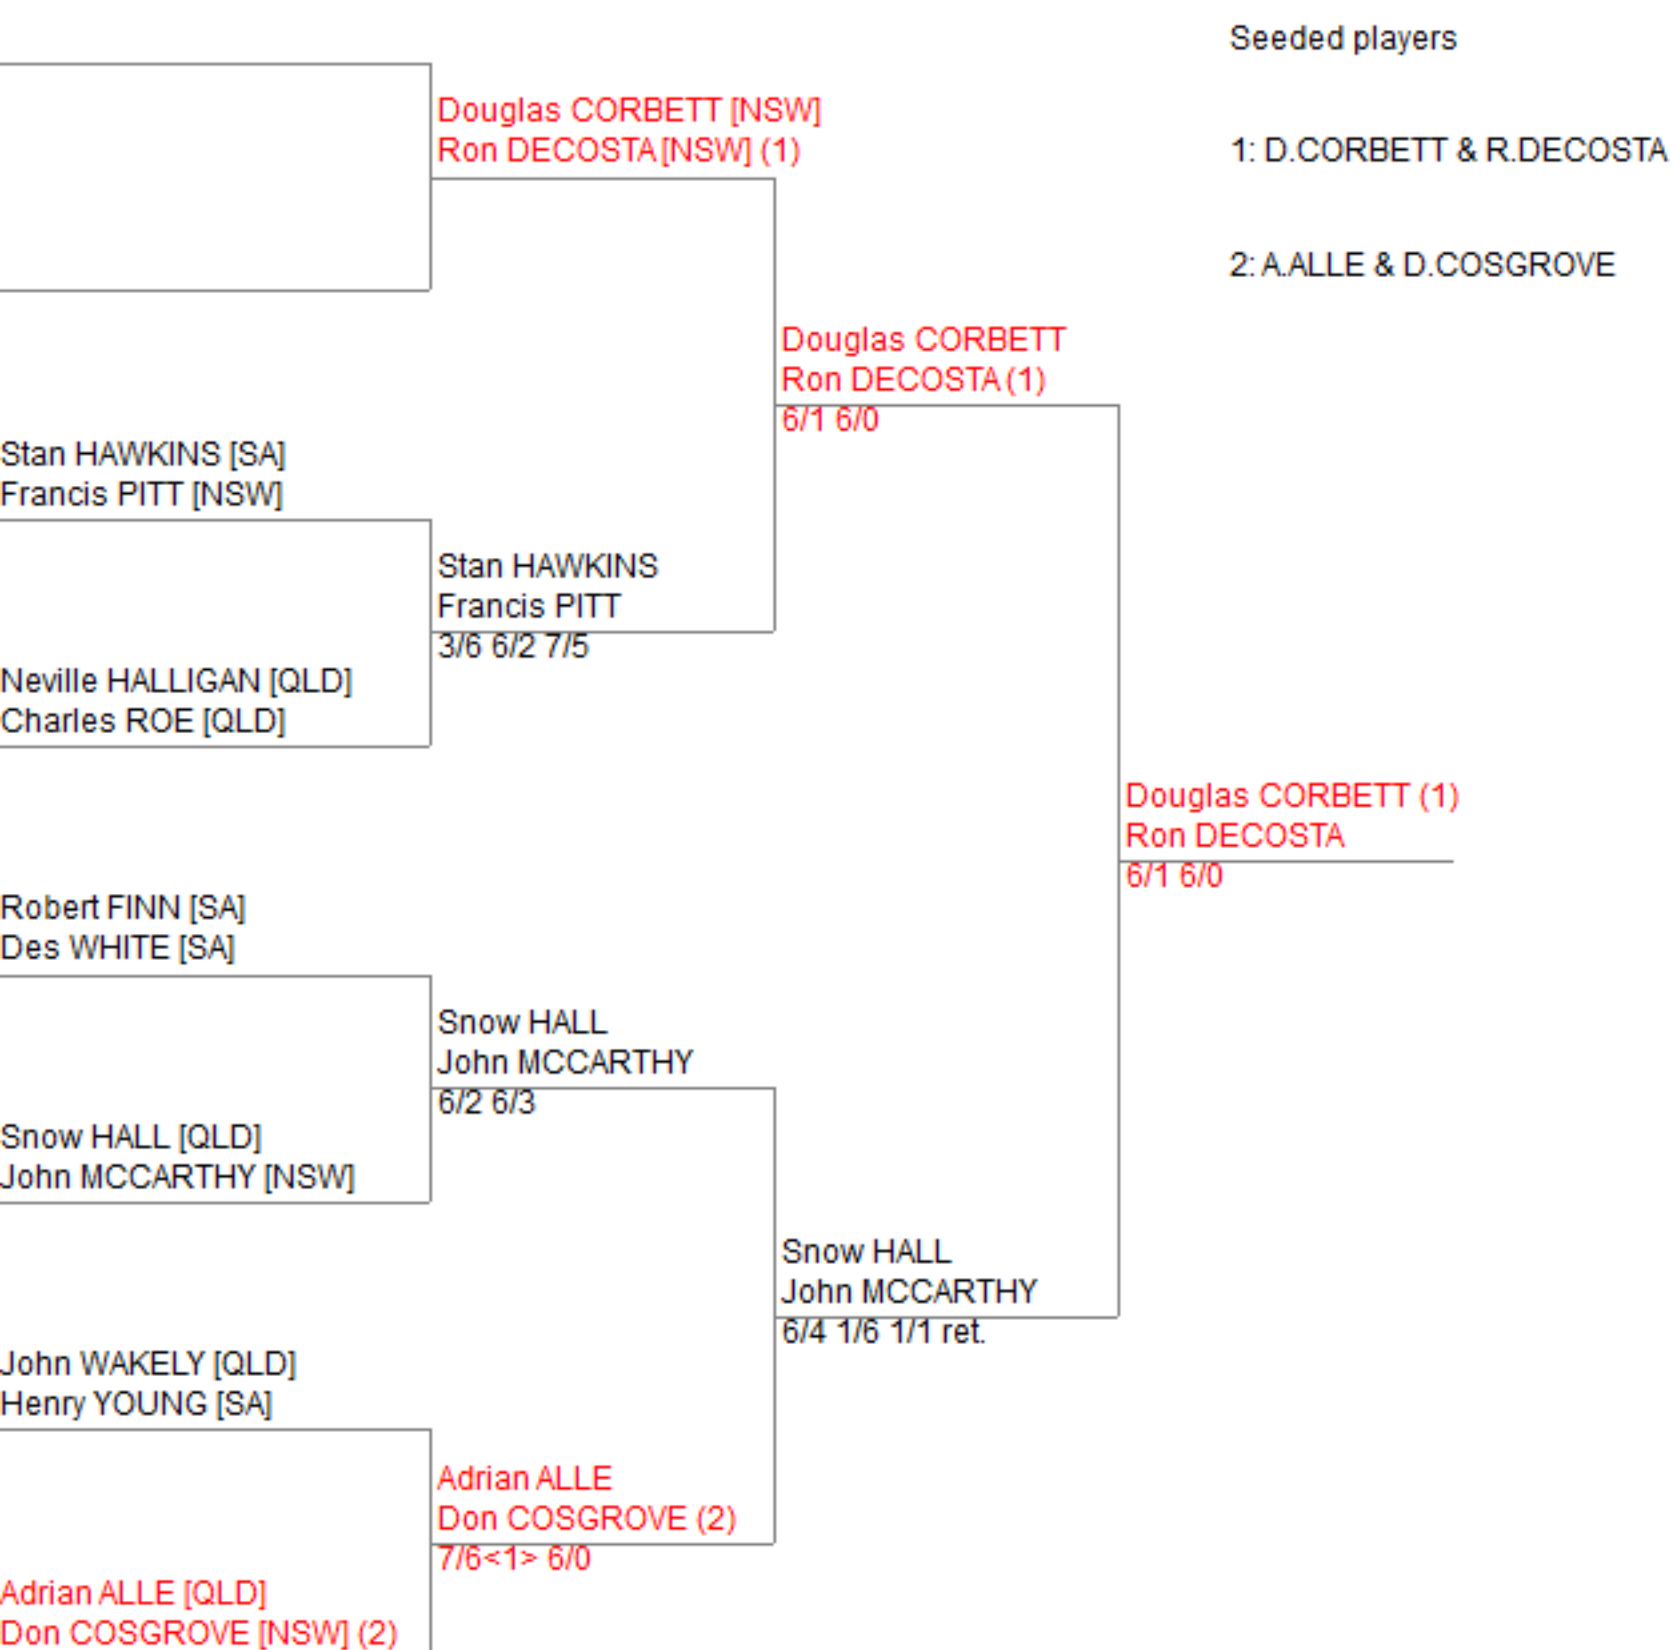 Seeded players
Douglas CORBETT [NSW]
Ron DECOSTA [NSW] (1)
1: D.CORBETT & R.DECOSTA
2: A.ALLE & D.COSGROVE
Douglas CORBETT
Ron DECOSTA (1)
6/1 6/0
Stan HAWKINS [SA]
Francis PITT [NSW]
Stan HAWKINS
Francis PITT
3/6 6/2 7/5
Neville HALLIGAN [QLD]
Charles ROE [QLD]
Douglas CORBETT (1)
Ron DECOSTA
6/1 6/0
Robert FINN [SA]
Des WHITE [SA]
Snow HALL
John MCCARTHY
6/2 6/3
Snow HALL [QLD]
John MCCARTHY [NSW]
Snow HALL
John MCCARTHY
6/4 1/6 1/1 ret.
John WAKELY [QLD]
Henry YOUNG [SA]
Adrian ALLE
Don COSGROVE (2)
7/6<1> 6/0
Adrian ALLE [QLD]
Don COSGROVE [NSW] (2)